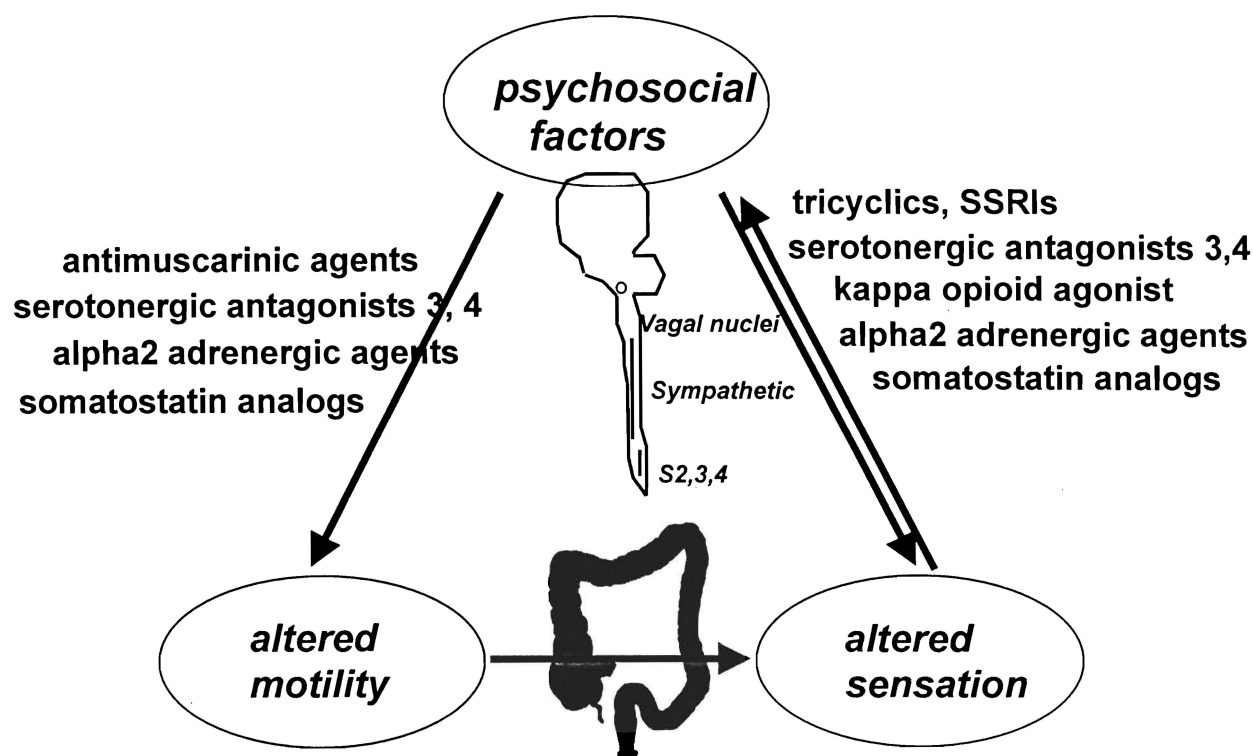 psychosocial
factors
antimuscarinic agents
serotonergic antagonists 3, 4
alpha2 adrenergic agents
somatostatin analogs
tricyclics, SSRIs
serotonergic antagonists 3,4
kappa opioid agonist
alpha2 adrenergic agents
somatostatin analogs
Vagal nuclei
Sympathetic
S2,3,4
altered
motility
altered
sensation